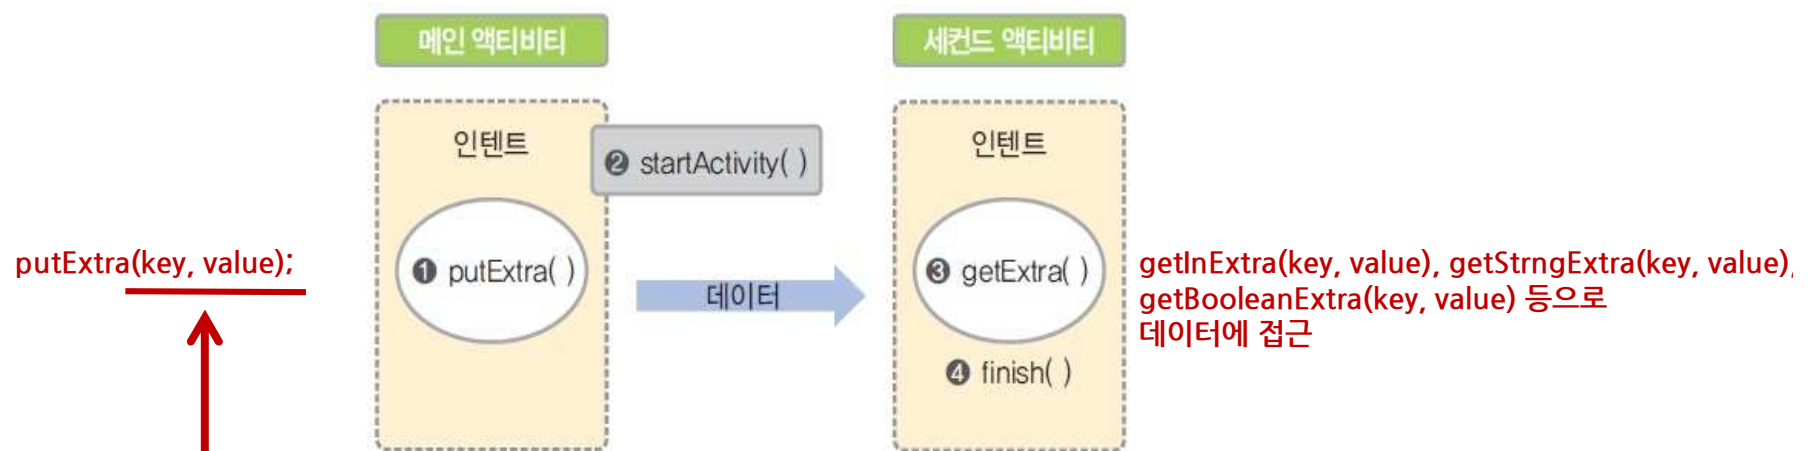 메인 액티비티
세컨드 액티비티
인텐트
❷ startActivity( )
인텐트
putExtra(key, value);
❶ putExtra( )
데이터
❸ getExtra( )
getInExtra(key, value), getStrngExtra(key, value),
getBooleanExtra(key, value) 등으로
데이터에 접근
❹ finish( )